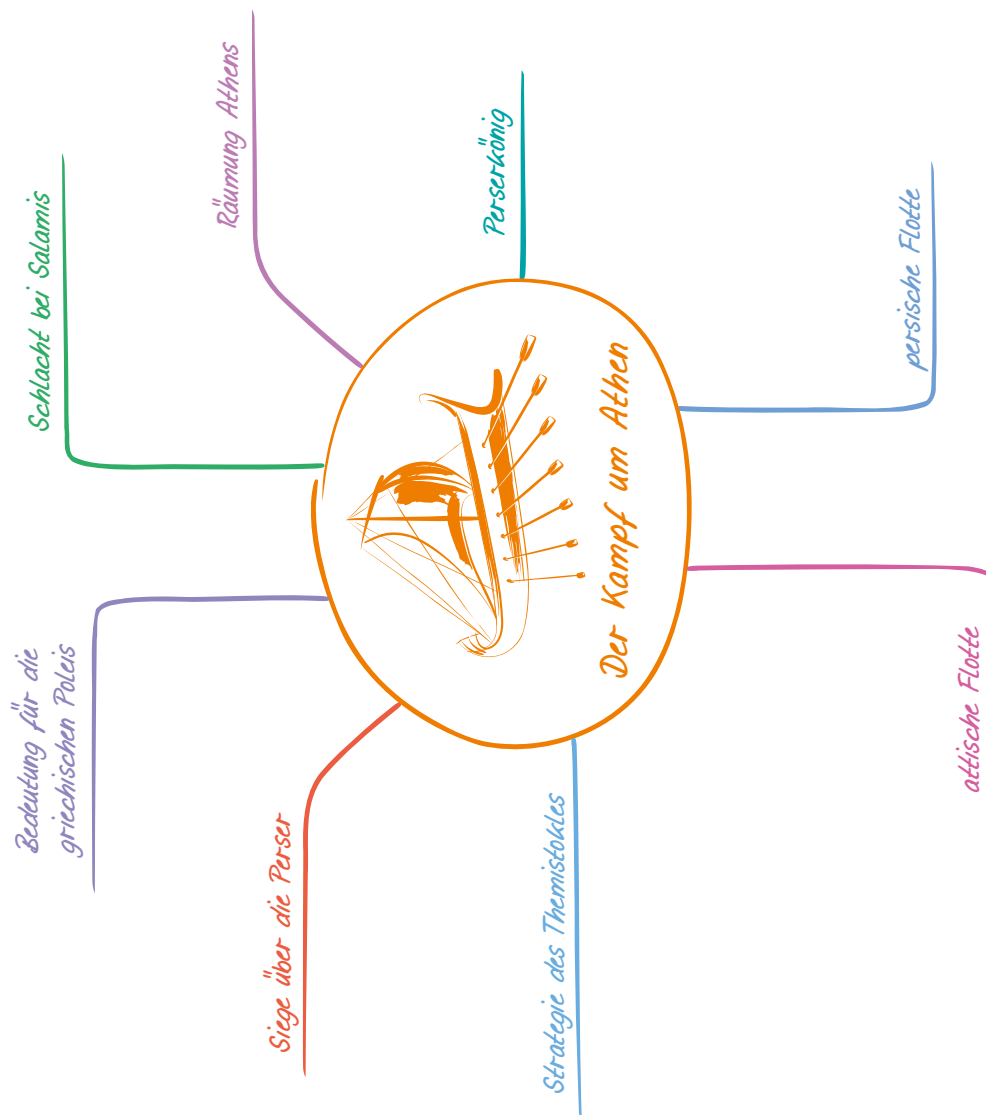 Der Kampf um Athen
Schlacht bei Salamis
Räumung Athens
Perserkönig
persische Flotte
attische Flotte
Strategie des Themistokles
Siege über die Perser
Bedeutung für die
griechischen Poleis